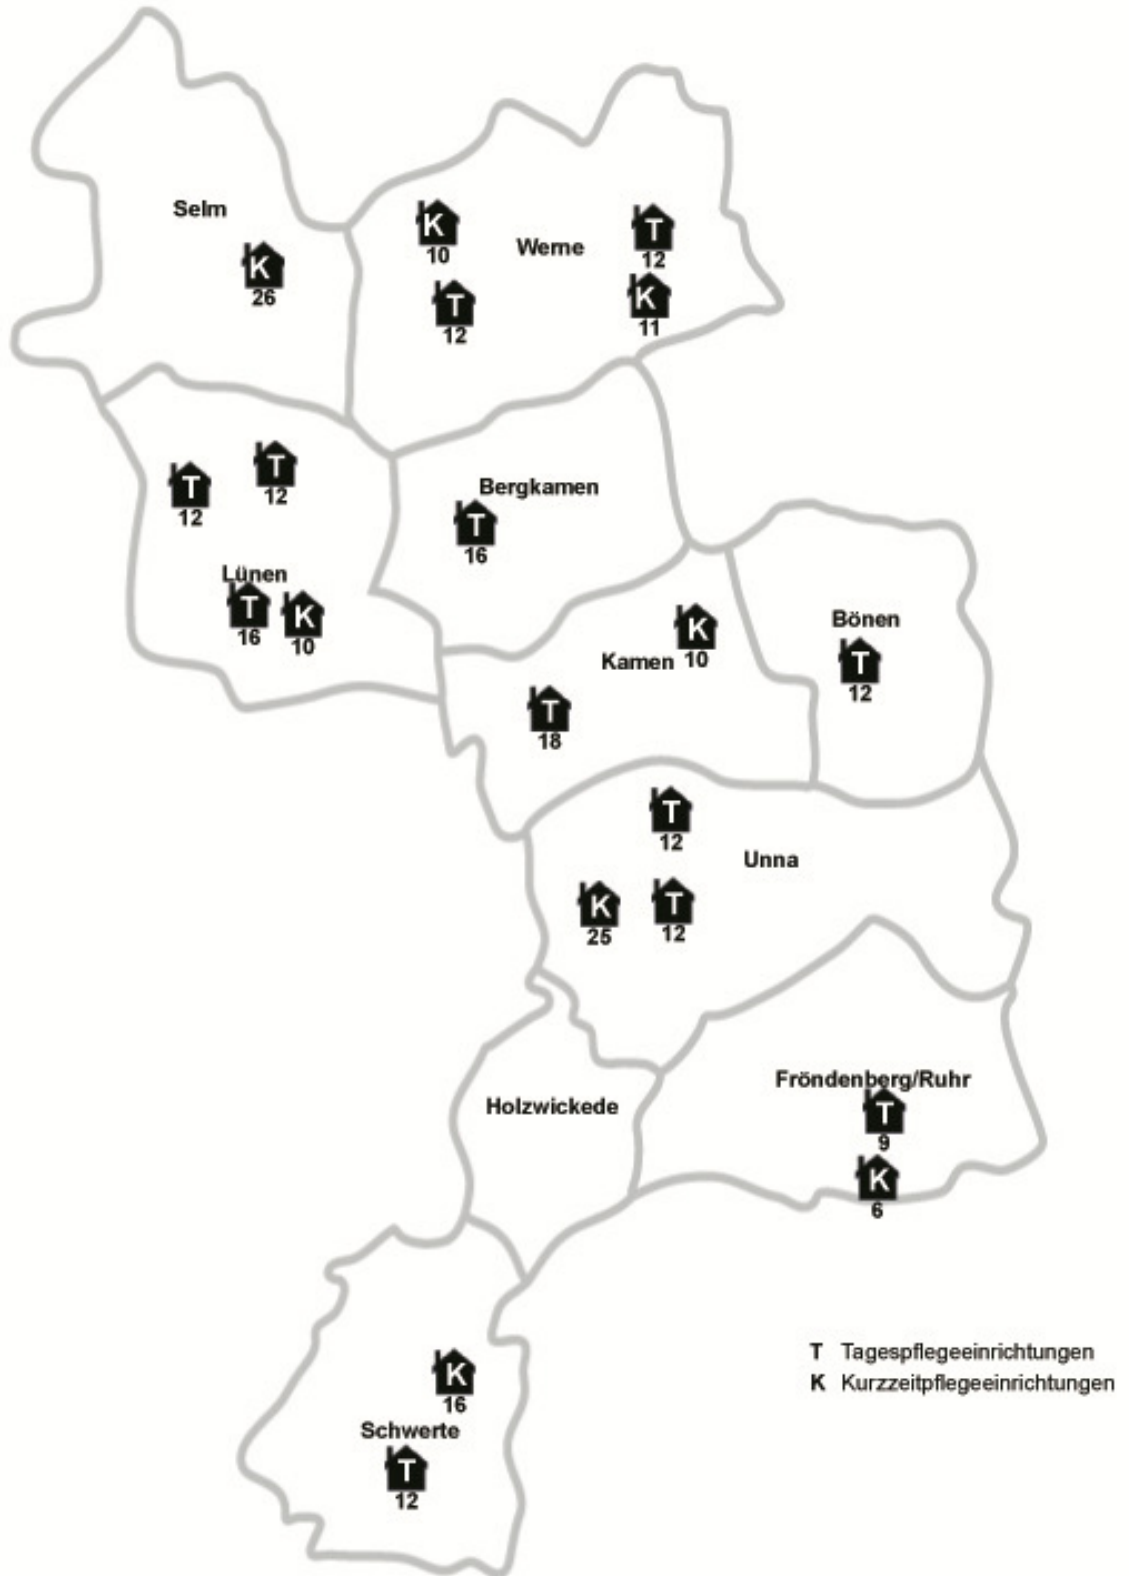 Selm
K
26
K
10
Werne
T
12
T
12
K
11
T
12
T
12
Lünen
T
16
K
10
Bergkamen
T
16
K
10
Kamen
T
18
Bönen
T
12
T
12
Unna
K
25
T
12
Holzwickede
Fröndenberg/Ruhr
T
9
K
6
K
16
Schwerte
T
12
T Tagespflegeeinrichtungen
K Kurzzeitpflegeeinrichtungen